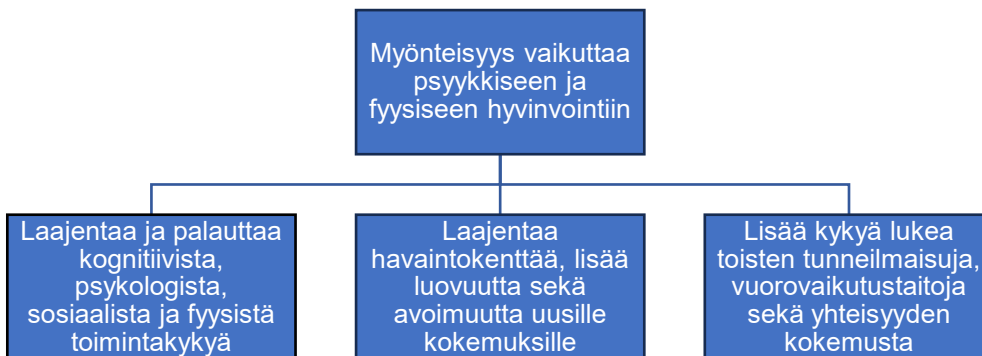 Myönteisyys vaikuttaa
psyykkiseen ja
fyysiseen hyvinvointiin
Laajentaa ja palauttaa
kognitiivista,
psykologista,
sosiaalista ja fyysistä
toimintakykyä
Laajentaa
havaintokenttää, lisää
luovuutta sekä
avoimuutta uusille
kokemuksille
Lisää kykyä lukea
toisten tunneilmaisuja,
vuorovaikutustaitoja
sekä yhteisyyden
kokemusta